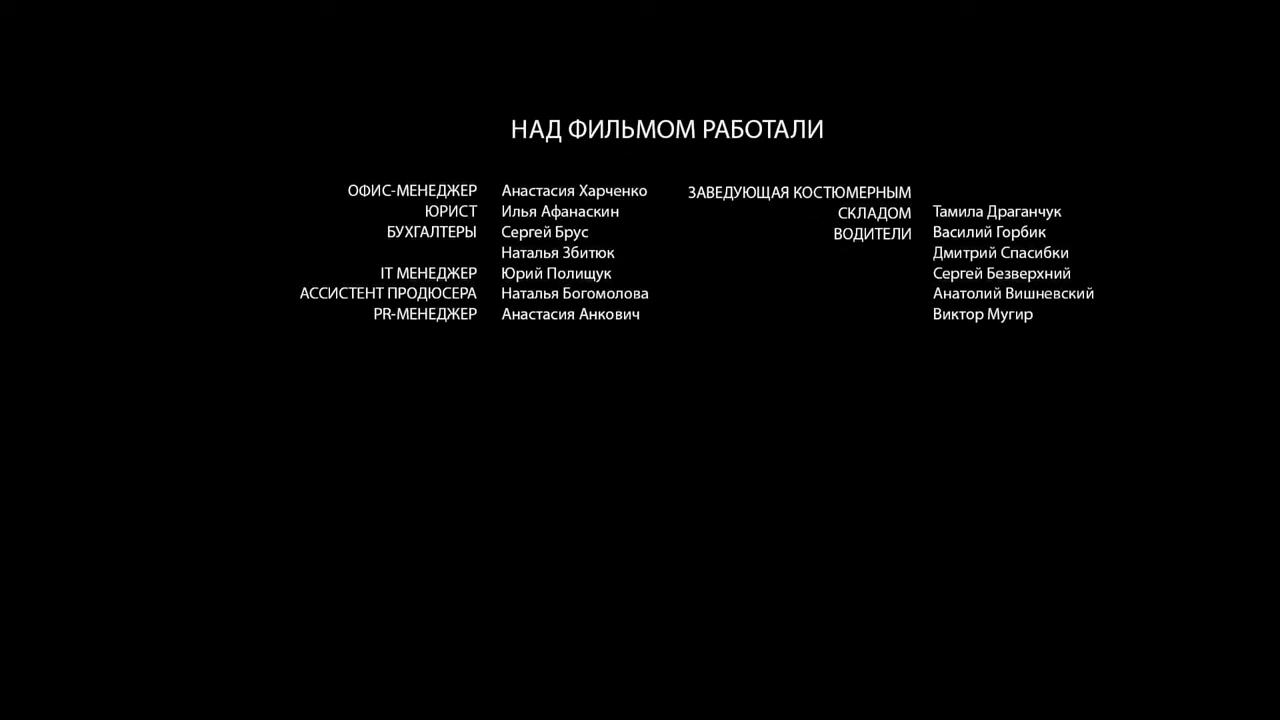 НАД ФИЛЬМОМ РАБОТАЛИ
ОФИС-МЕНЕДЖЕР Анастасия Харченко
ЮРИСТ Илья Афанаскин
БУХГАЛТЕРЫ Сергей Брус
Наталья Збитюк
IT МЕНЕДЖЕР Юрий Полищук
АССИСТЕНТ ПРОДЮСЕРА Наталья Богомолова
PR-МЕНЕДЖЕР Анастасия Анкович
ЗАВЕДУЮЩАЯ КОСТЮМЕРНЫМ
СКЛАДОМ Тамила Драганчук
ВОДИТЕЛИ Василий Горбик
Дмитрий Спасибки
Сергей Безверхний
Анатолий Вишневский
Виктор Мугир